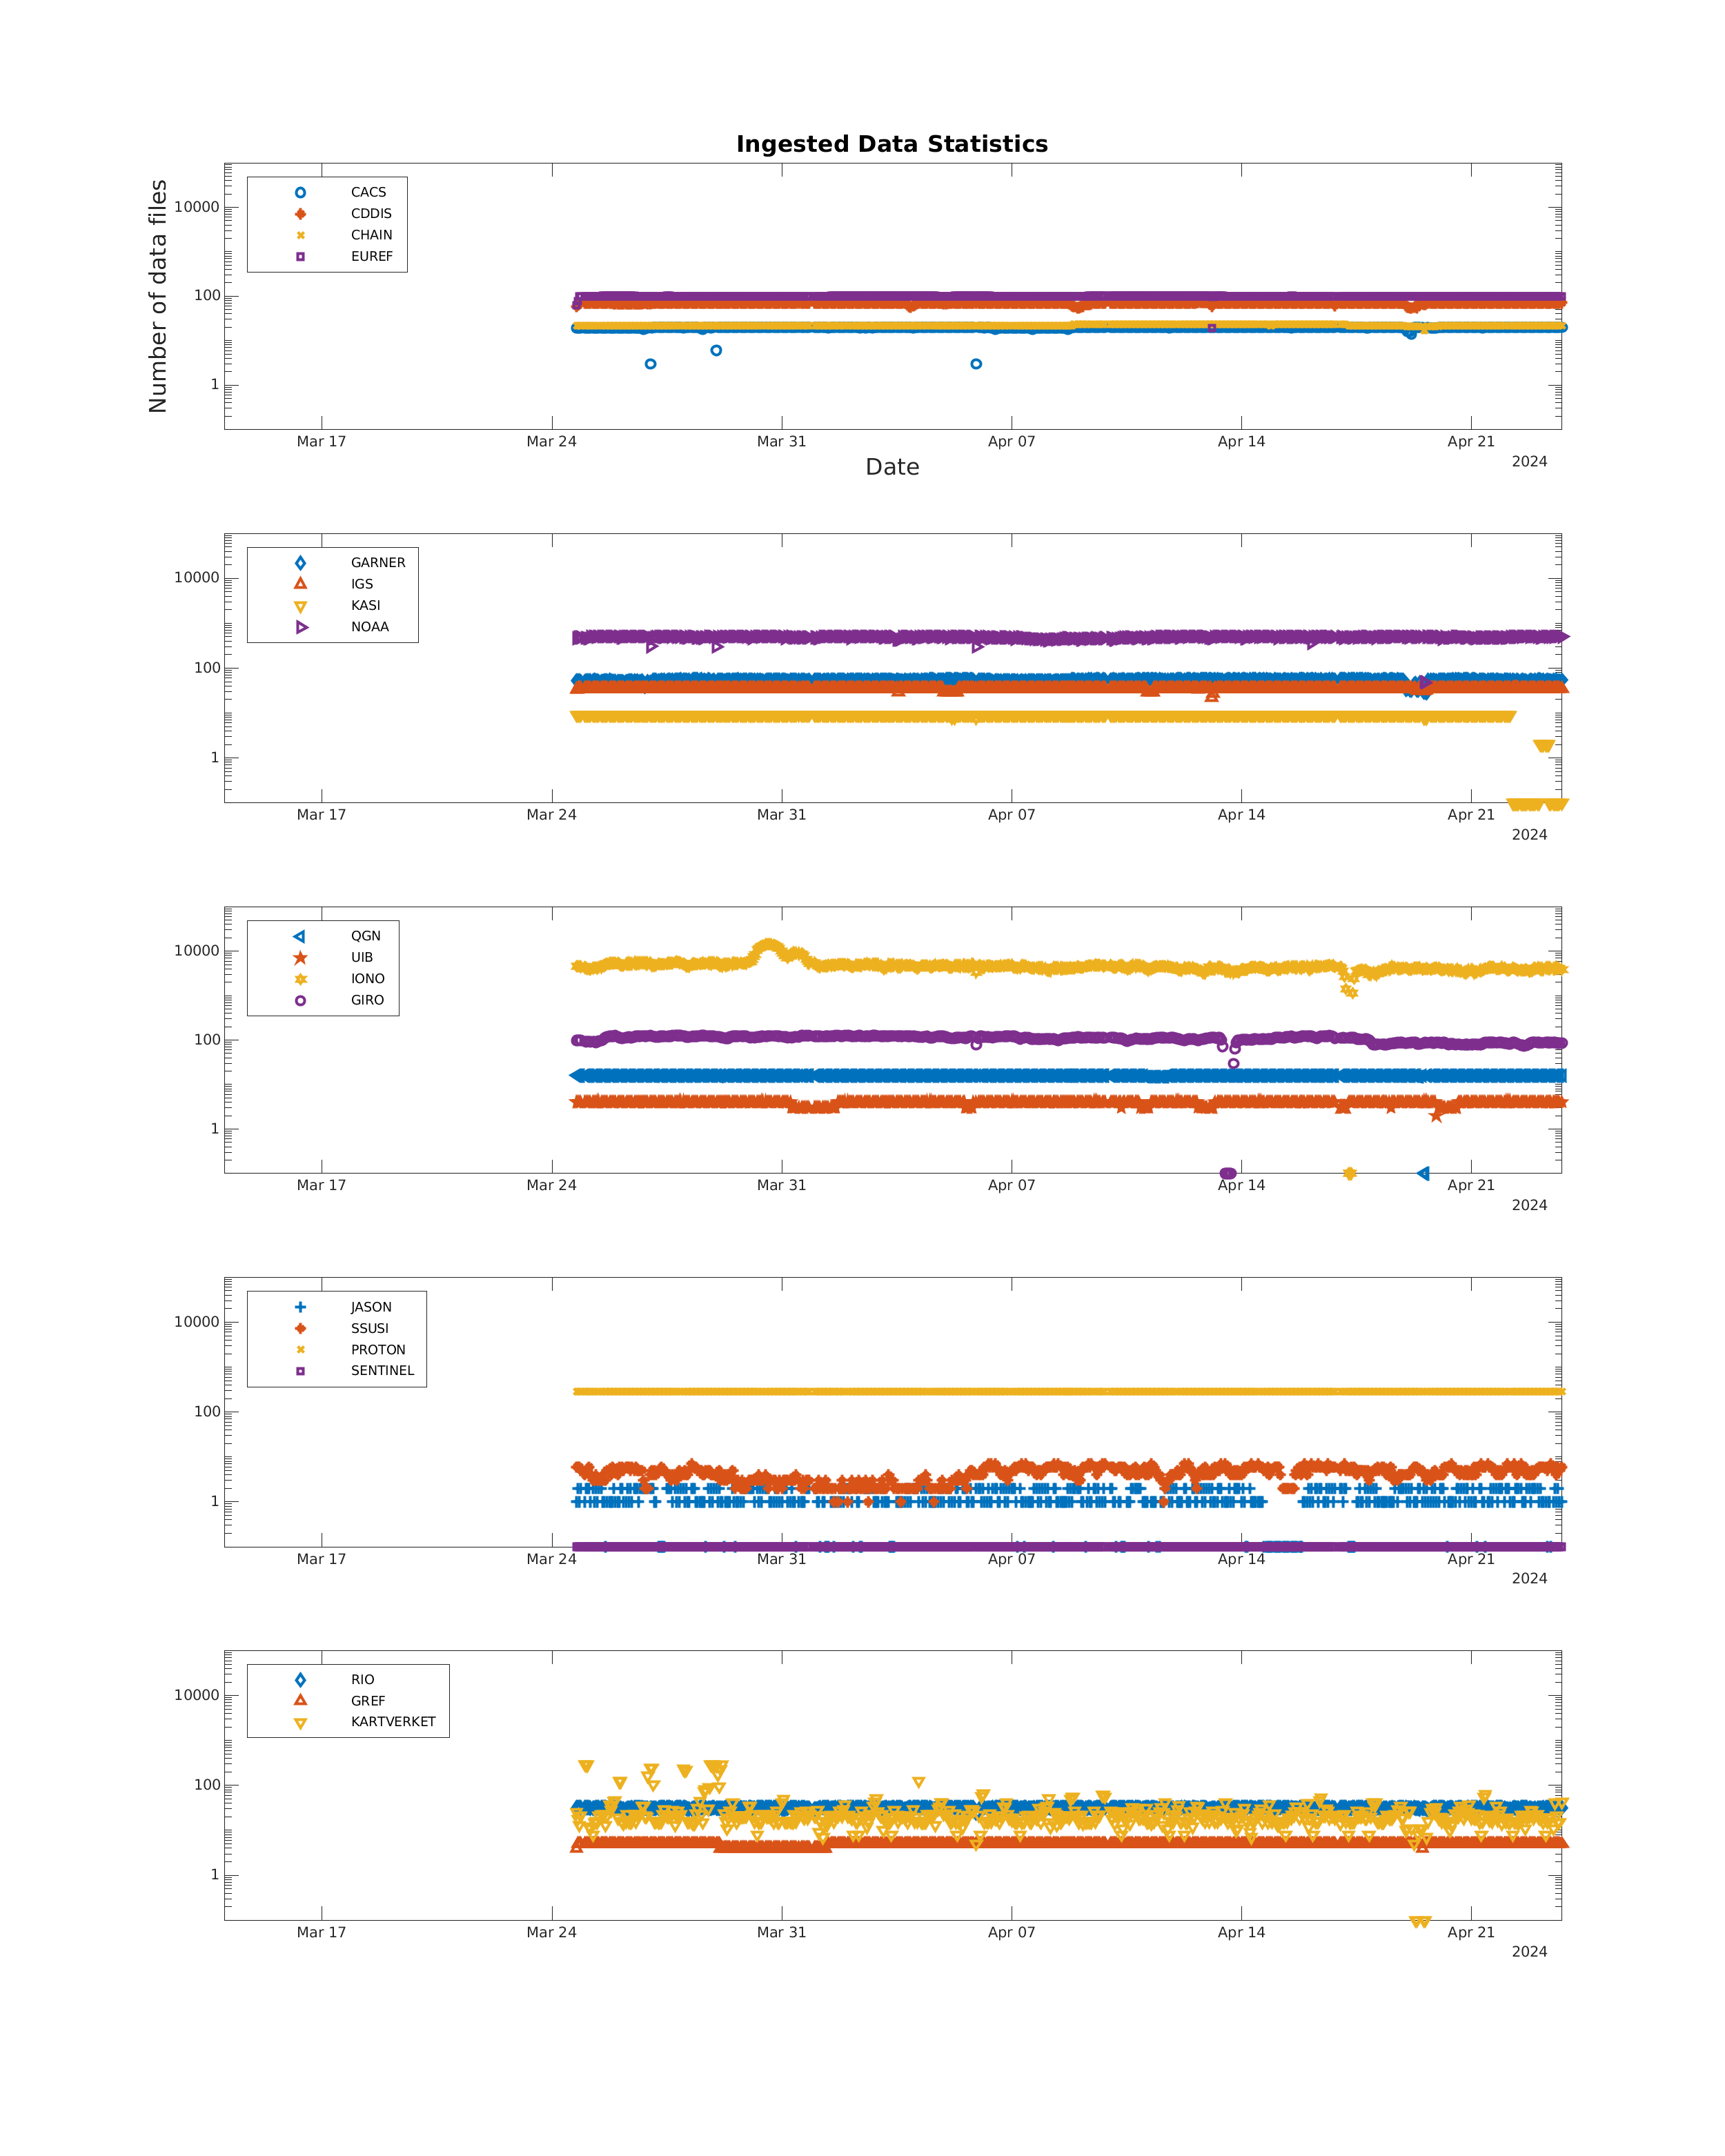 Ingested Data Statistics
Number of data files
10000
100
1
CACS
CDDIS
CHAIN
EUREF
Mar 17 Mar 24 Mar 31 Apr 07 Apr 14 Apr 21
2024
Date
10000
100
1
GARNER
IGS
KASI
NOAA
Mar 17 Mar 24 Mar 31 Apr 07 Apr 14 Apr 21
2024
10000
100
1
QGN
UIB
IONO
GIRO
Mar 17 Mar 24 Mar 31 Apr 07 Apr 14 Apr 21
2024
10000
100
1
JASON
SSUSI
PROTON
SENTINEL
Mar 17 Mar 24 Mar 31 Apr 07 Apr 14 Apr 21
2024
10000
100
1
RIO
GREF
KARTVERKET
Mar 17 Mar 24 Mar 31 Apr 07 Apr 14 Apr 21
2024